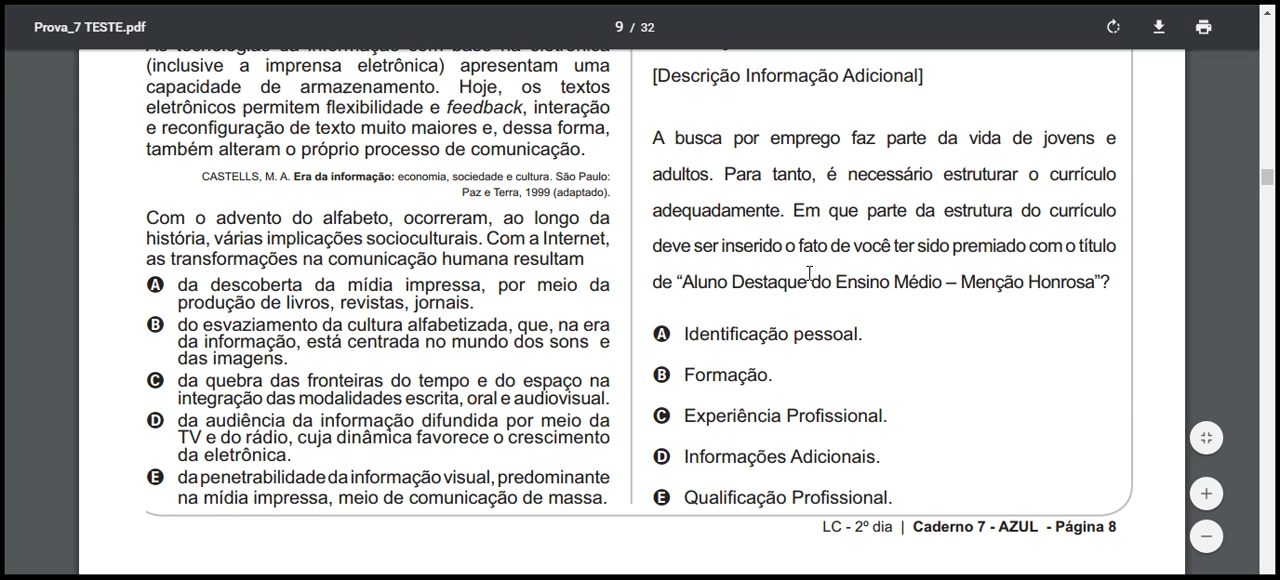 Prova_7 TESTE.pdf
9 / 32
(inclusive a imprensa eletrônica) apresentam uma
capacidade de armazenamento. Hoje, os textos
eletrônicos permitem flexibilidade e feedback, interação
e reconfiguração de texto muito maiores e, dessa forma,
também alteram o próprio processo de comunicação.
CASTELLS, M. A. Era da informação: economia, sociedade e cultura. São Paulo:
Paz e Terra, 1999 (adaptado).
Com o advento do alfabeto, ocorreram, ao longo da
história, várias implicações socioculturais. Com a Internet,
as transformações na comunicação humana resultam
A da descoberta da mídia impressa, por meio da
produção de livros, revistas, jornais.
B do esvaziamento da cultura alfabetizada, que, na era
da informação, está centrada no mundo dos sons e
das imagens.
C da quebra das fronteiras do tempo e do espaço na
integração das modalidades escrita, oral e audiovisual.
D da audiência da informação difundida por meio da
TV e do rádio, cuja dinâmica favorece o crescimento
da eletrônica.
E da penetrabilidade da informação visual, predominante
na mídia impressa, meio de comunicação de massa.
[Descrição Informação Adicional]
A busca por emprego faz parte da vida de jovens e
adultos. Para tanto, é necessário estruturar o currículo
adequadamente. Em que parte da estrutura do currículo
deve ser inserido o fato de você ter sido premiado com o título
de “Aluno Destaque do Ensino Médio – Menção Honrosa”?
A Identificação pessoal.
B Formação.
C Experiência Profissional.
D Informações Adicionais.
E Qualificação Profissional.
LC - 2º dia | Caderno 7 - AZUL - Página 8